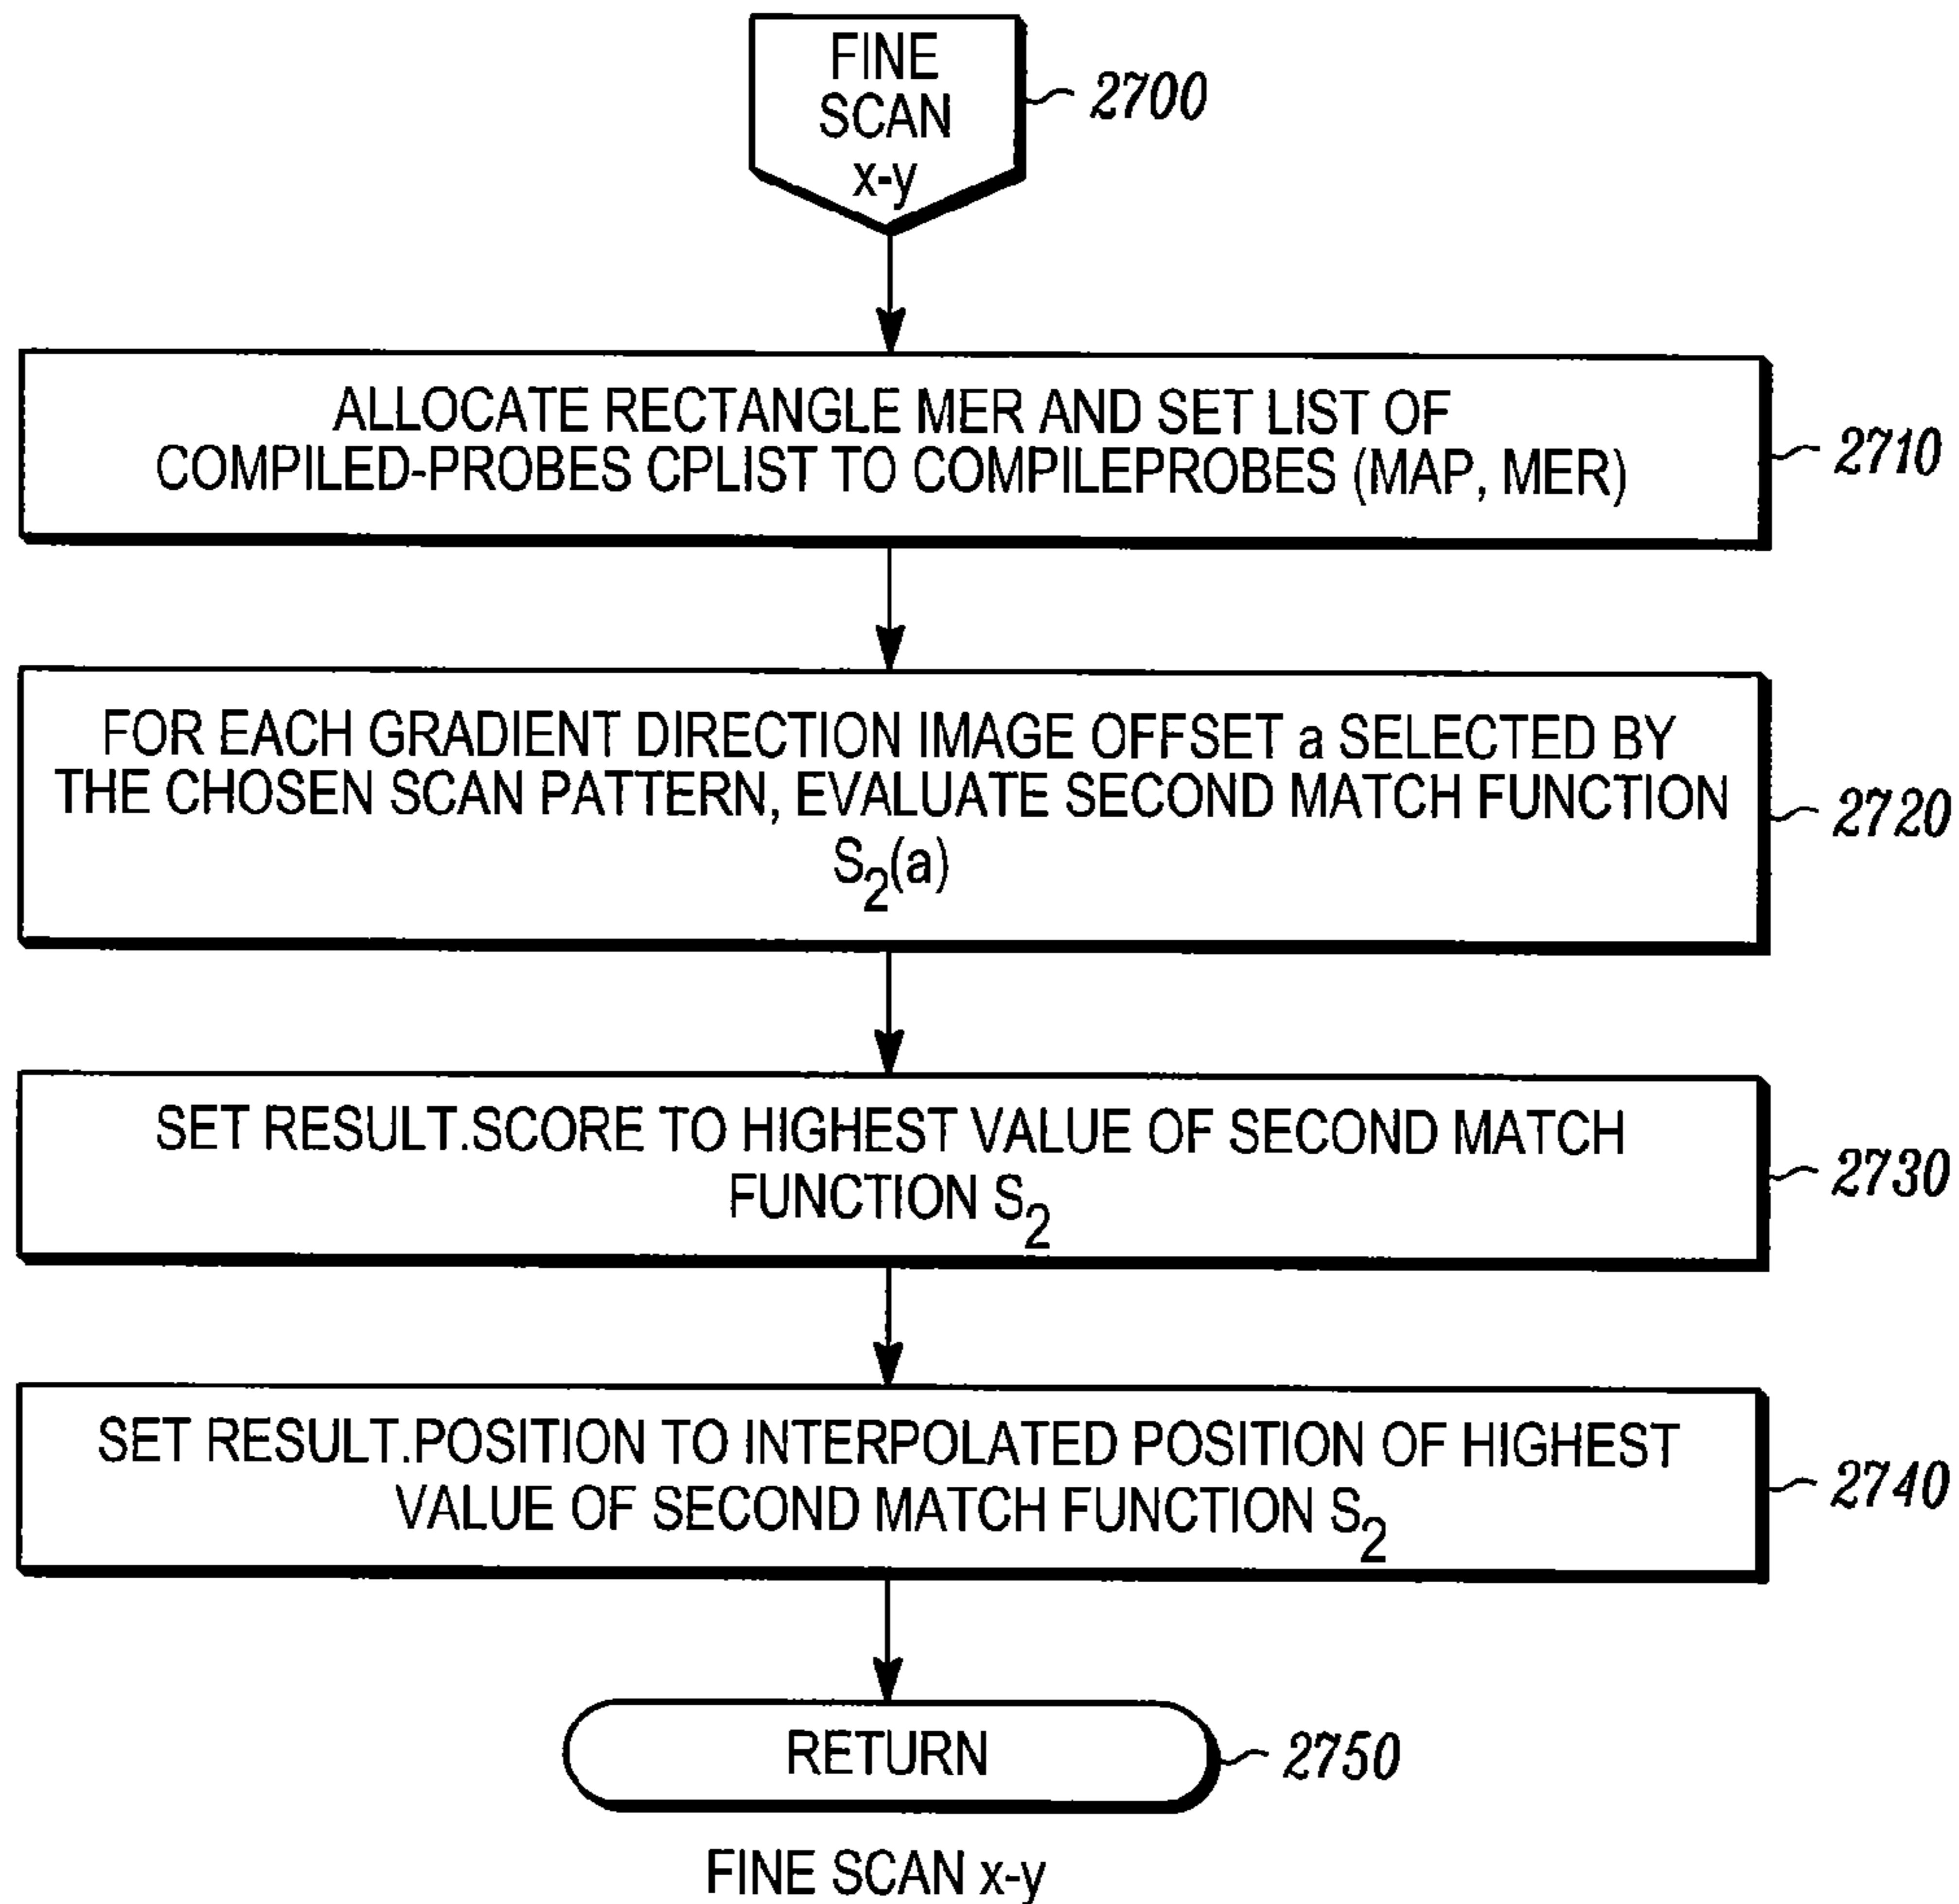 FINE
SCAN
x-y
2700
ALLOCATE RECTANGLE MER AND SET LIST OF
COMPILED-PROBES CPLIST TO COMPILEPROBES (MAP, MER)
2710
FOR EACH GRADIENT DIRECTION IMAGE OFFSET a SELECTED BY
THE CHOSEN SCAN PATTERN, EVALUATE SECOND MATCH FUNCTION
S2(a)
2720
SET RESULT.SCORE TO HIGHEST VALUE OF SECOND MATCH
FUNCTION S2
2730
SET RESULT.POSITION TO INTERPOLATED POSITION OF HIGHEST
VALUE OF SECOND MATCH FUNCTION S2
2740
RETURN
2750
FINE SCAN x-y